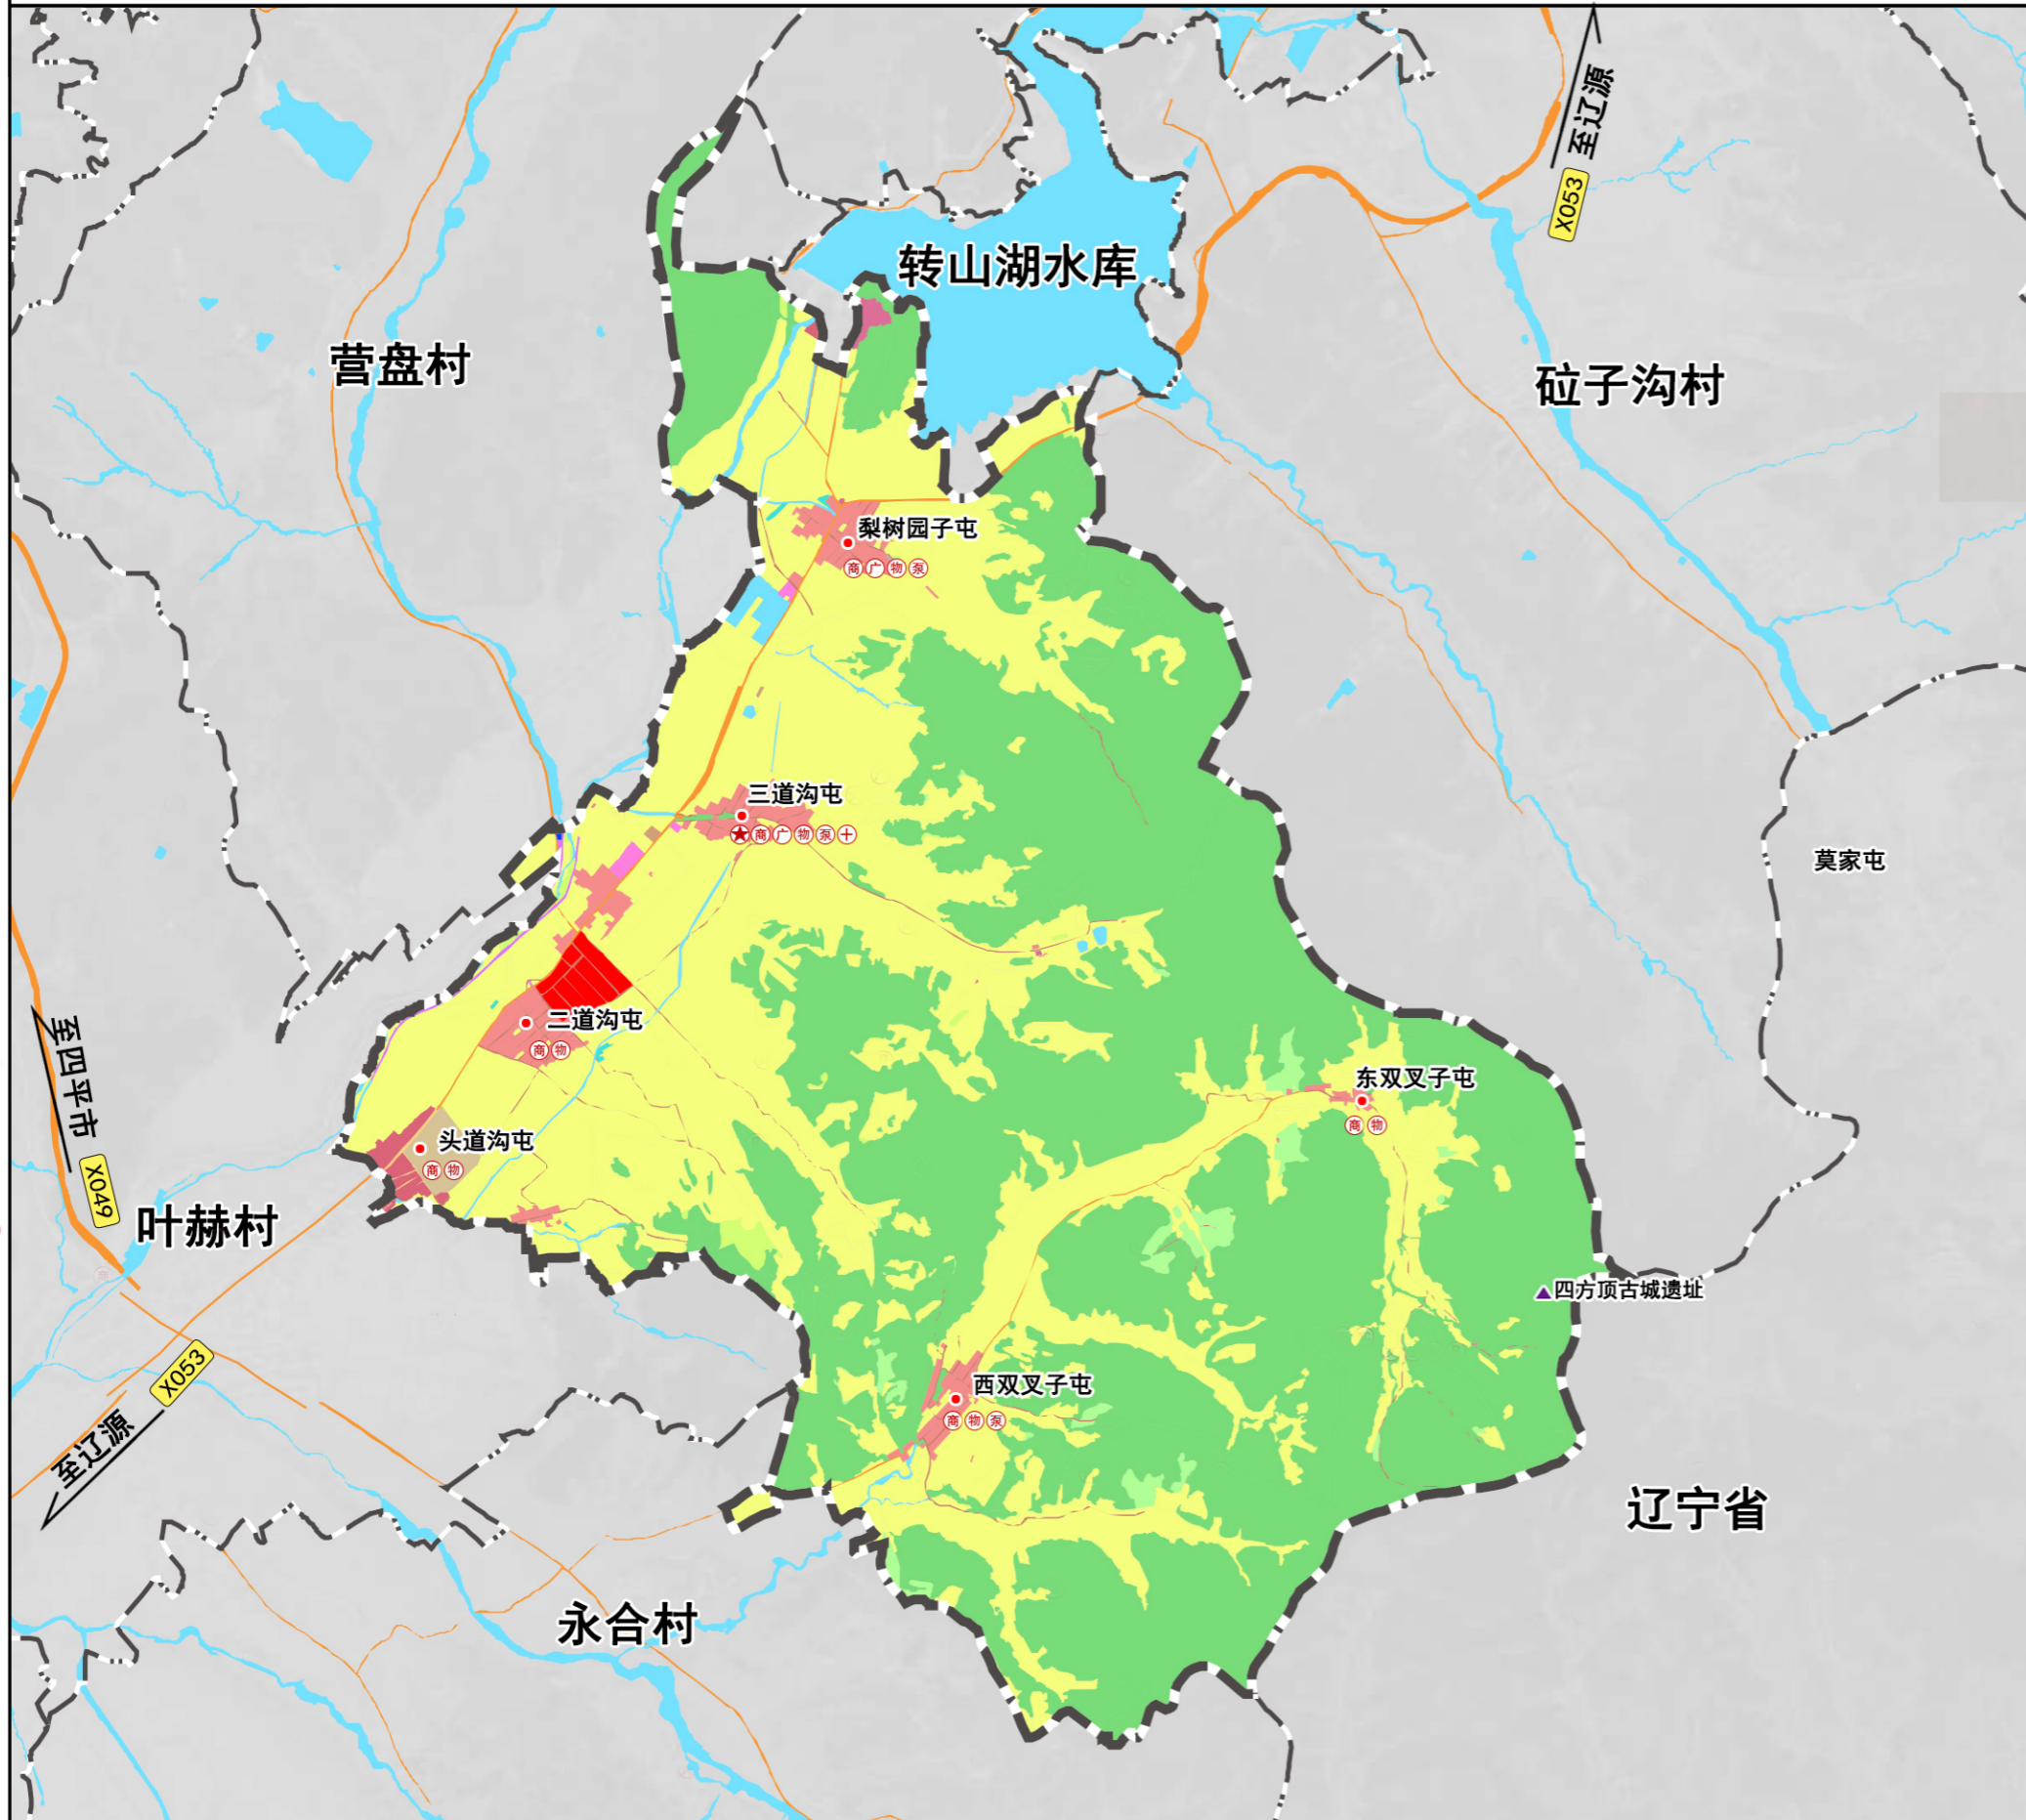 至辽源
X053
转山湖水库
营盘村
砬子沟村
梨树园子屯
商广物泵
三道沟屯
商广物泵
莫家屯
二道沟屯
商物
至四平市
X049
东双叉子屯
商物
头道沟屯
商物
叶赫村
四方顶古城遗址
X053
至辽源
西双叉子屯
商物泵
辽宁省
永合村